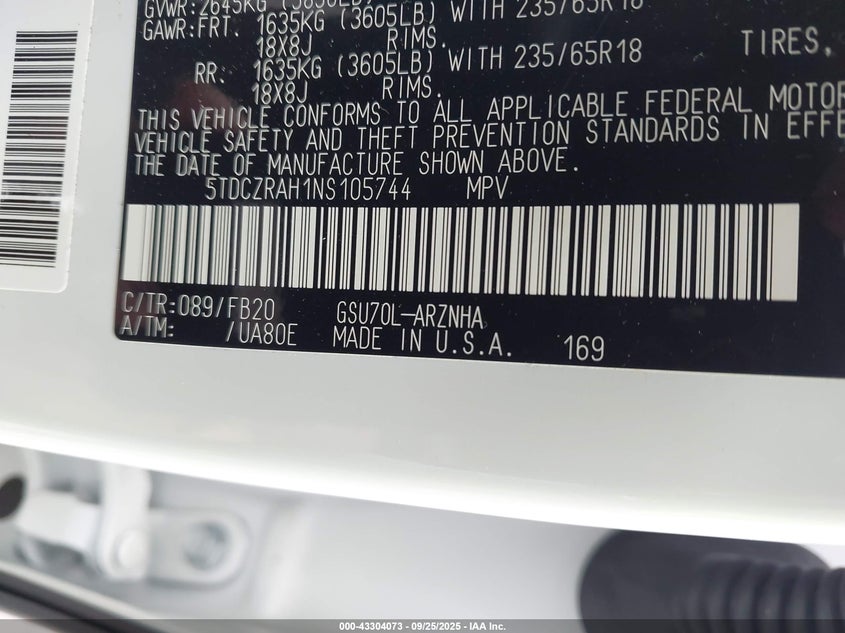 GVWR:2645KG (5830LB)
GAWR:FRT. 1635KG (3605LB) WITH 235/65R18 TIRES,
18X8J RIMS.
RR: 1635KG (3605LB) WITH 235/65R18
18X8J RIMS.
THIS VEHICLE CONFORMS TO ALL APPLICABLE FEDERAL MOTOR
VEHICLE SAFETY AND THEFT PREVENTION STANDARDS IN EFFE
THE DATE OF MANUFACTURE SHOWN ABOVE.
5TDCZRAH1NS105744 MPV
C/TR:089/FB20 GSU70L-ARZNHA
A/TM: /UA80E MADE IN U.S.A. 169
000-43304073 - 09/25/2025 - IAA Inc.